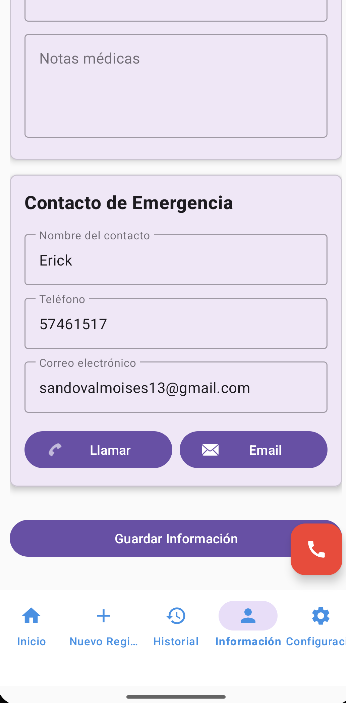 Notas médicas
Contacto de Emergencia
Nombre del contacto
Erick
Teléfono
57461517
Correo electrónico
sandovalmoises13@gmail.com
Llamar
Email
Guardar Información
Inicio
Nuevo Regi...
Historial
Información
Configurac